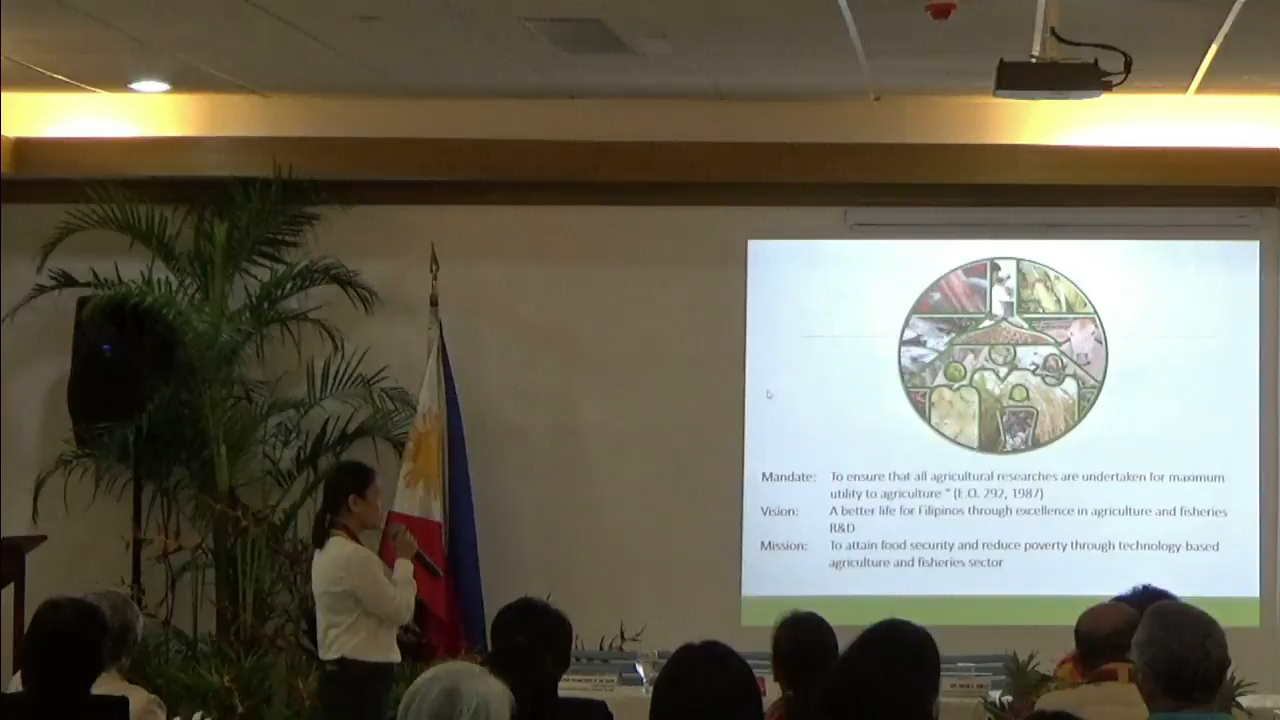 Mandate: To ensure that all agricultural researches are undertaken for maximum
utility to agriculture " (E.O. 292, 1987)
Vision: A better life for Filipinos through excellence in agriculture and fisheries
R&D
Mission: To attain food security and reduce poverty through technology-based
agriculture and fisheries sector